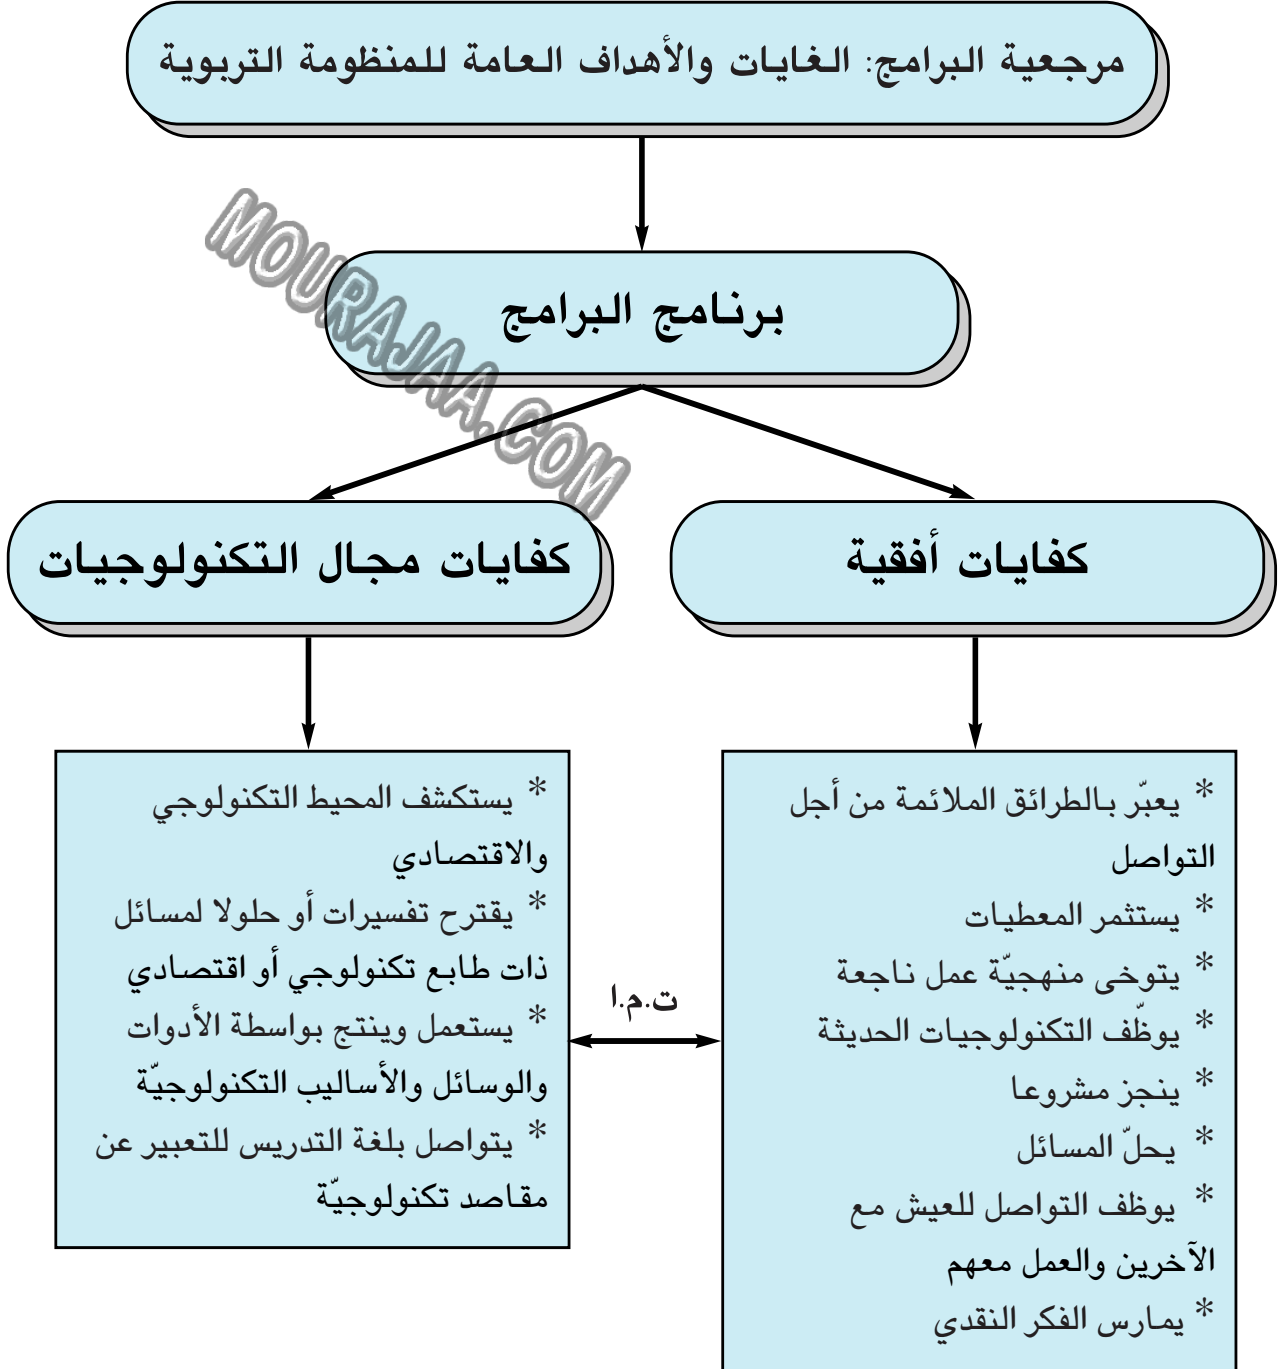 مرجعية البرامج: الغايات والأهداف العامة للمنظومة التربوية
MOURAJAA.COM
برنامج البرامج
كفايات أفقية
كفايات مجال التكنولوجيات
* يعبّر بالطرائق الملائمة من أجل
التواصل
* يستثمر المعطيات
* يتوخى منهجيّة عمل ناجعة
* يوظّف التكنولوجيات الحديثة
* ينجز مشروعا
* يحلّ المسائل
* يوظف التواصل للعيش مع
الآخرين والعمل معهم
* يمارس الفكر النقدي
ت.م.ا
* يستكشف المحيط التكنولوجي
والاقتصادي
* يقترح تفسيرات أو حلولا لمسائل
ذات طابع تكنولوجي أو اقتصادي
* يستعمل وينتج بواسطة الأدوات
والوسائل والأساليب التكنولوجيّة
* يتواصل بلغة التدريس للتعبير عن
مقاصد تكنولوجيّة